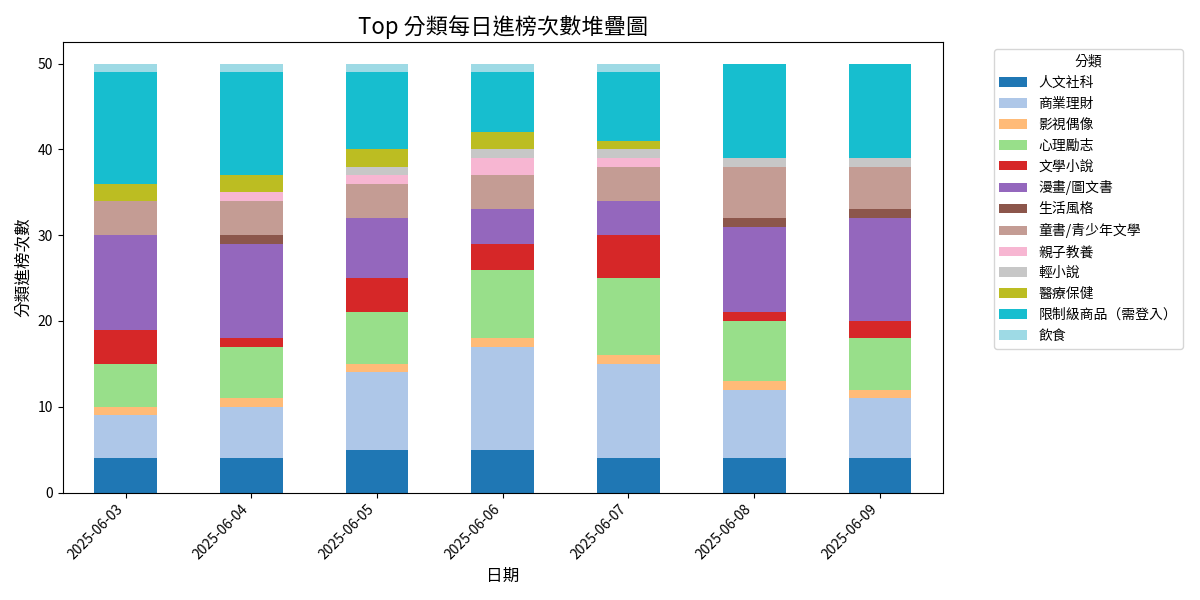 Top 分類每日進榜次數堆疊圖
分類進榜次數
50
40
30
20
10
0
2025-06-03
2025-06-04
2025-06-05
2025-06-06
2025-06-07
2025-06-08
2025-06-09
日期
分類
人文社科
商業理財
影視偶像
心理勵志
文學小說
漫畫/圖文書
生活風格
童書/青少年文學
親子教養
輕小說
醫療保健
限制級商品（需登入）
飲食